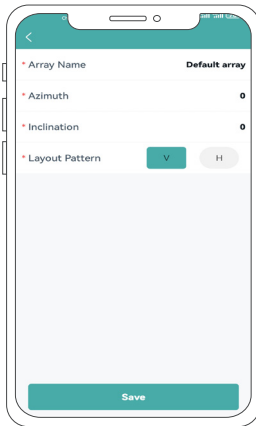 * Array Name Default array
* Azimuth 0
* Inclination 0
* Layout Pattern V H
Save